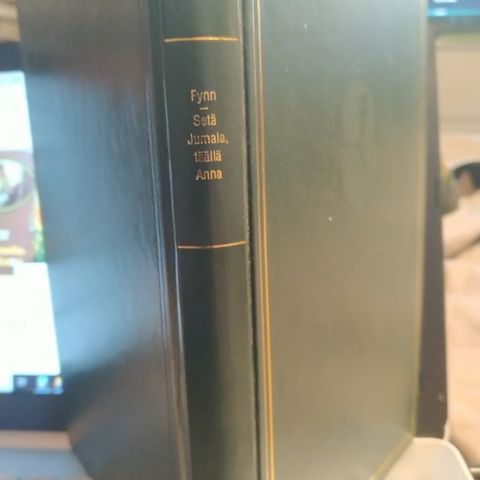 Fynn
—
Setä
Jumala,
täällä
Anna